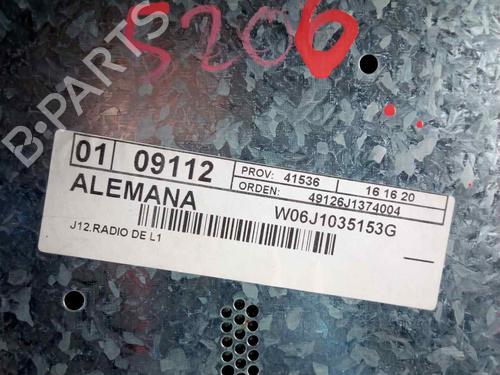 S206
B-PARTS
01 09112 PROV: 41536 16 16 20
ORDEN: 49126J1374004
ALEMANA W06J1035153G
J12.RADIO DE L1